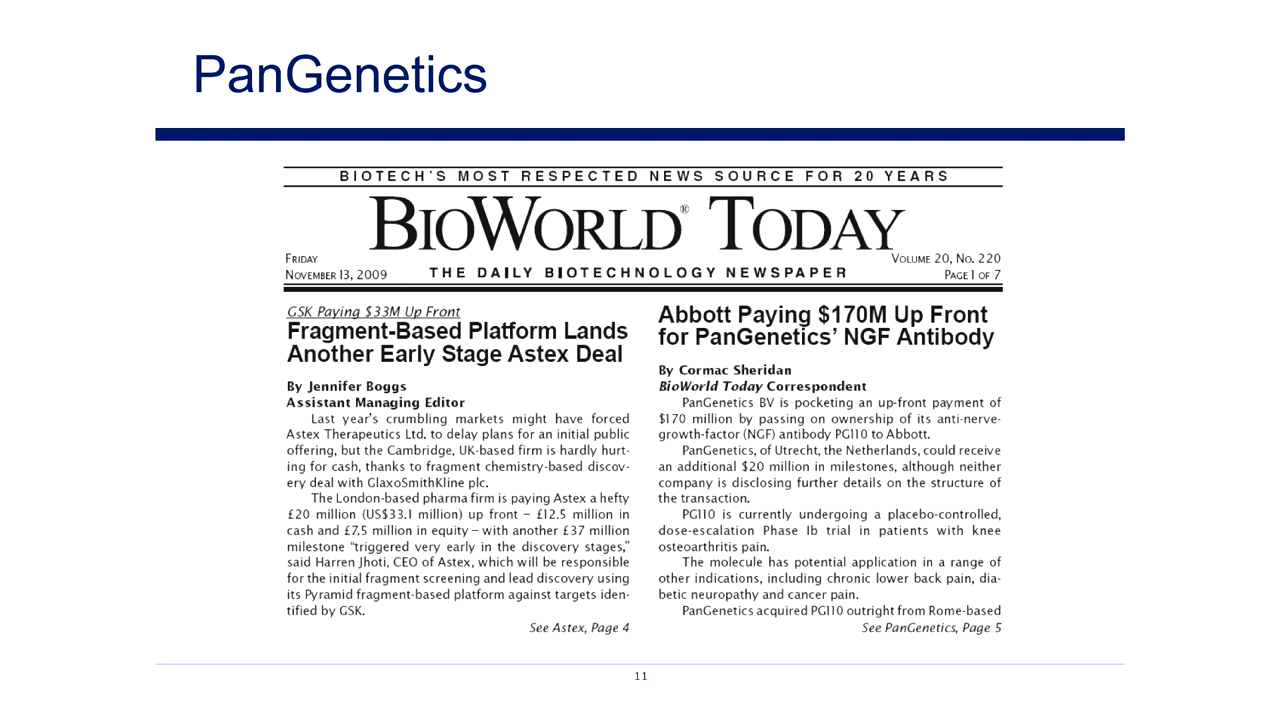 PanGenetics
BIOTECH'S MOST RESPECTED NEWS SOURCE FOR 20 YEARS
BIOWORLD® TODAY
FRIDAY
NOVEMBER 13, 2009
THE DAILY BIOTECHNOLOGY NEWSPAPER
VOLUME 20, NO. 220
PAGE 1 OF 7
GSK Paying $33M Up Front
Fragment-Based Platform Lands
Another Early Stage Astex Deal
By Jennifer Boggs
Assistant Managing Editor
Last year's crumbling markets might have forced
Astex Therapeutics Ltd. to delay plans for an initial public
offering, but the Cambridge, UK-based firm is hardly hurt-
ing for cash, thanks to fragment chemistry-based discov-
ery deal with GlaxoSmithKline plc.
The London-based pharma firm is paying Astex a hefty
£20 million (US$33.1 million) up front – £12.5 million in
cash and £7.5 million in equity – with another £37 million
milestone “triggered very early in the discovery stages,”
said Harren Jhoti, CEO of Astex, which will be responsible
for the initial fragment screening and lead discovery using
its Pyramid fragment-based platform against targets iden-
tified by GSK.
See Astex, Page 4
Abbott Paying $170M Up Front
for PanGenetics' NGF Antibody
By Cormac Sheridan
BioWorld Today Correspondent
PanGenetics BV is pocketing an up-front payment of
$170 million by passing on ownership of its anti-nerve-
growth-factor (NGF) antibody PG110 to Abbott.
PanGenetics, of Utrecht, the Netherlands, could receive
an additional $20 million in milestones, although neither
company is disclosing further details on the structure of
the transaction.
PG110 is currently undergoing a placebo-controlled,
dose-escalation Phase Ib trial in patients with knee
osteoarthritis pain.
The molecule has potential application in a range of
other indications, including chronic lower back pain, dia-
betic neuropathy and cancer pain.
PanGenetics acquired PG110 outright from Rome-based
See PanGenetics, Page 5
11